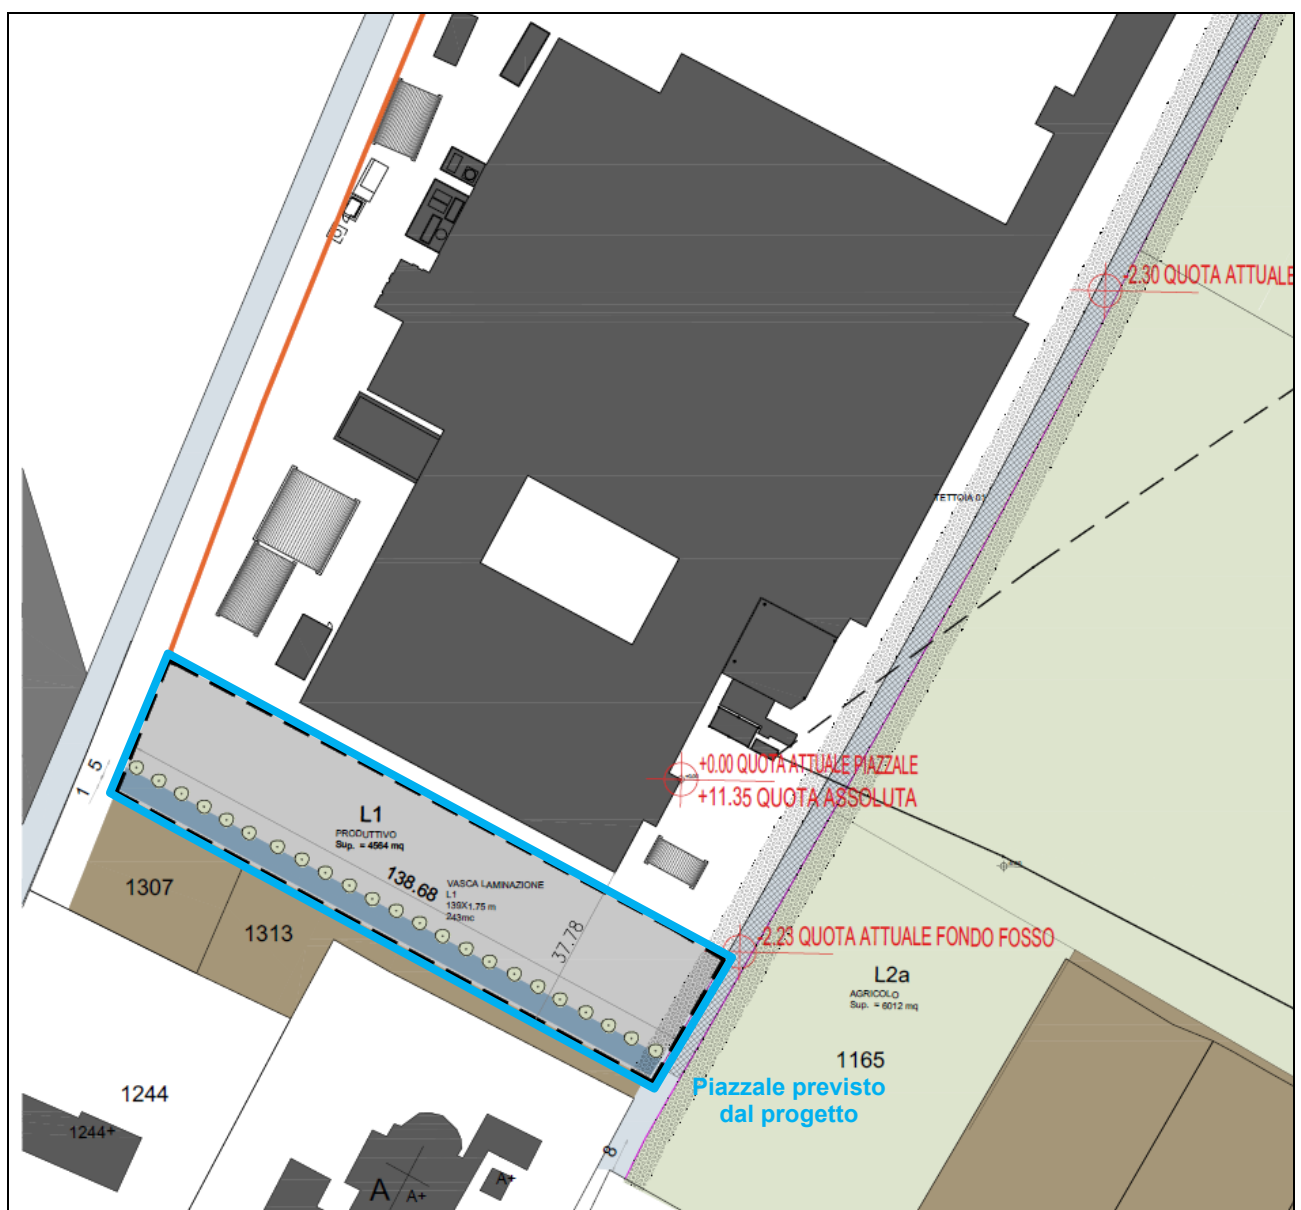 -2.30 QUOTA ATTUALE
TETTOIA 01
+0.00 QUOTA ATTUALE PIAZZALE
+11.35 QUOTA ASSOLUTA
1 5
L1
PRODUTTIVO
Sup. = 4564 mq
138.68
VASCA LAMINAZIONE
L1
139X1.75 m
243mc
37.78
-2.23 QUOTA ATTUALE FONDO FOSSO
L2a
AGRICOLO
Sup. = 6012 mq
1165
1307
1313
Piazzale previsto
dal progetto
1244
1244+
8
A
A+
A+